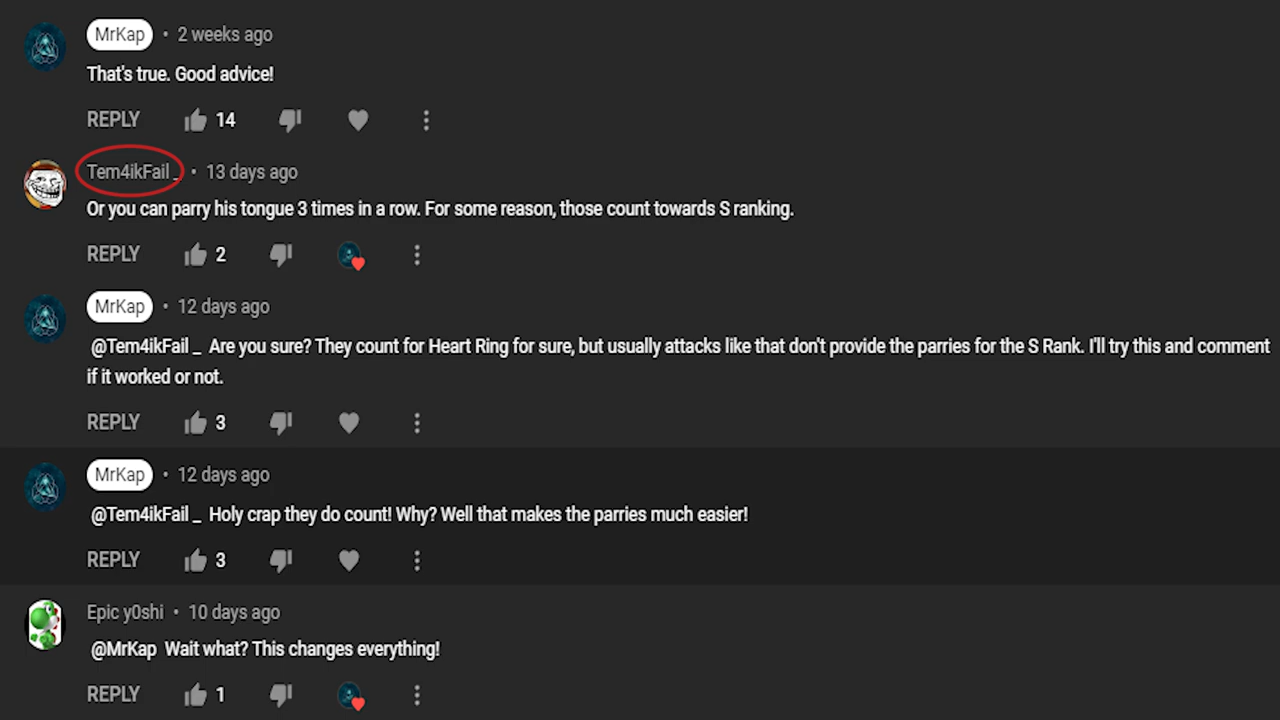 MrKap • 2 weeks ago
That's true. Good advice!
REPLY 14
Tem4ikFail _ • 13 days ago
Or you can parry his tongue 3 times in a row. For some reason, those count towards S ranking.
REPLY 2
MrKap • 12 days ago
@Tem4ikFail _ Are you sure? They count for Heart Ring for sure, but usually attacks like that don't provide the parries for the S Rank. I'll try this and comment
if it worked or not.
REPLY 3
MrKap • 12 days ago
@Tem4ikFail _ Holy crap they do count! Why? Well that makes the parries much easier!
REPLY 3
Epic y0shi • 10 days ago
@MrKap Wait what? This changes everything!
REPLY 1